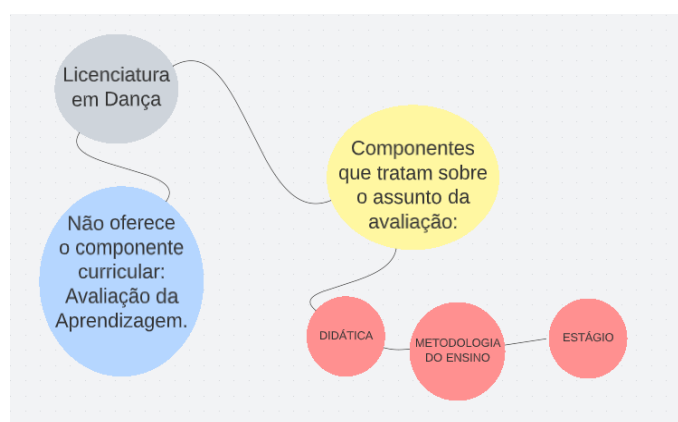 Licenciatura
em Dança
Não oferece
o componente
curricular:
Avaliação da
Aprendizagem.
Componentes
que tratam sobre
o assunto da
avaliação:
DIDÁTICA
METODOLOGIA
DO ENSINO
ESTÁGIO